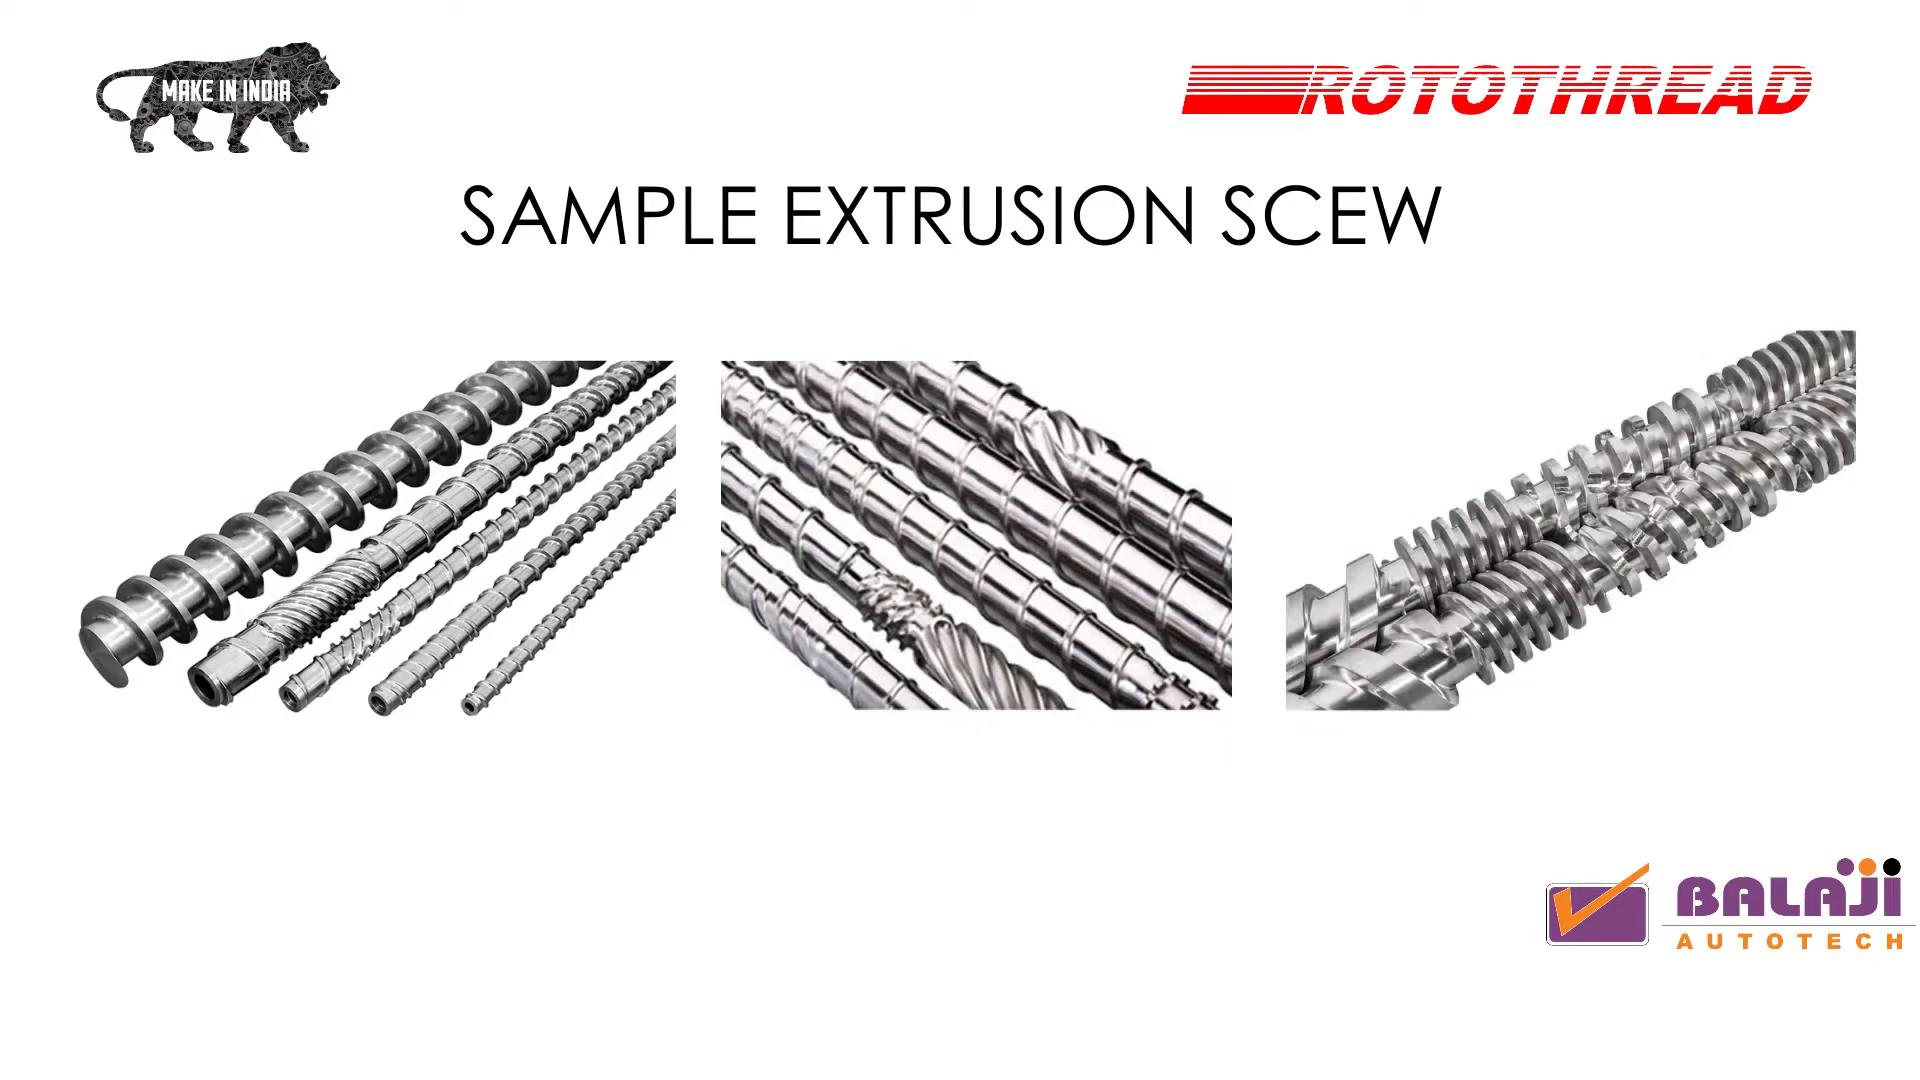 MAKE IN INDIA
ROTOTHREAD
SAMPLE EXTRUSION SCEW
BALAJI
AUTOTECH